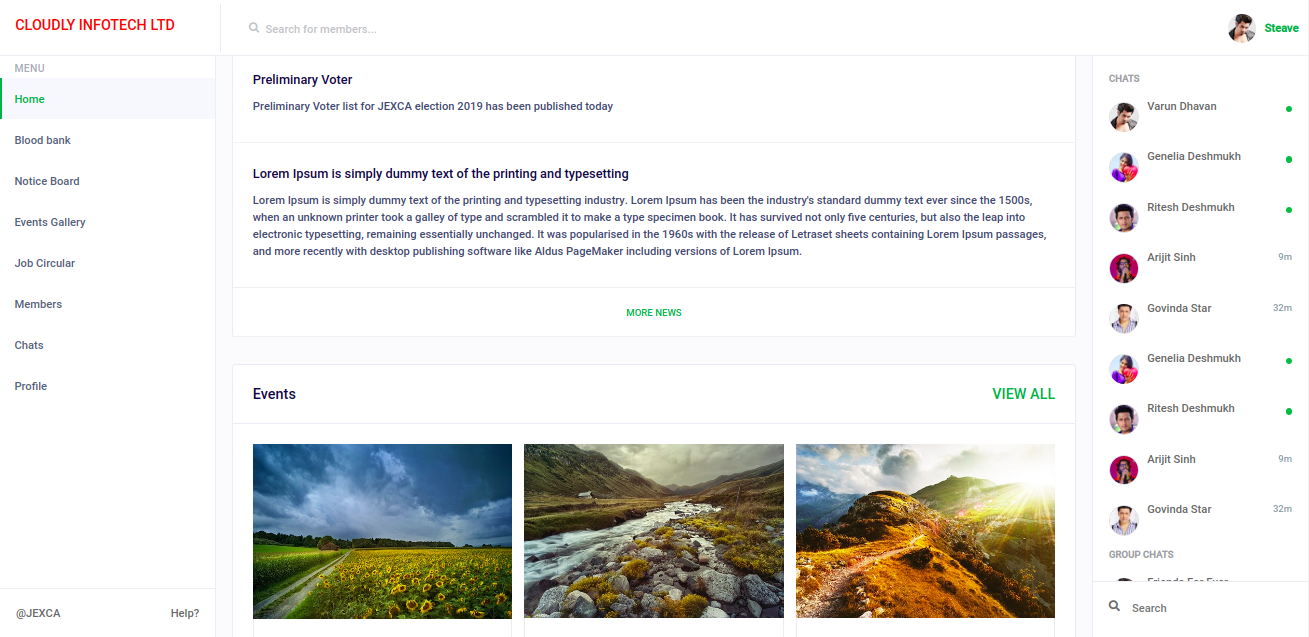 CLOUDLY INFOTECH LTD
Search for members...
Steave
MENU
Home
Blood bank
Notice Board
Events Gallery
Job Circular
Members
Chats
Profile
@JEXCA
Help?
Preliminary Voter
Preliminary Voter list for JEXCA election 2019 has been published today
Lorem Ipsum is simply dummy text of the printing and typesetting
Lorem Ipsum is simply dummy text of the printing and typesetting industry. Lorem Ipsum has been the industry's standard dummy text ever since the 1500s,
when an unknown printer took a galley of type and scrambled it to make a type specimen book. It has survived not only five centuries, but also the leap into
electronic typesetting, remaining essentially unchanged. It was popularised in the 1960s with the release of Letraset sheets containing Lorem Ipsum passages,
and more recently with desktop publishing software like Aldus PageMaker including versions of Lorem Ipsum.
MORE NEWS
Events
VIEW ALL
CHATS
Varun Dhavan
Genelia Deshmukh
Ritesh Deshmukh
Arijit Sinh 9m
Govinda Star 32m
Genelia Deshmukh
Ritesh Deshmukh
Arijit Sinh 9m
Govinda Star 32m
GROUP CHATS
Search